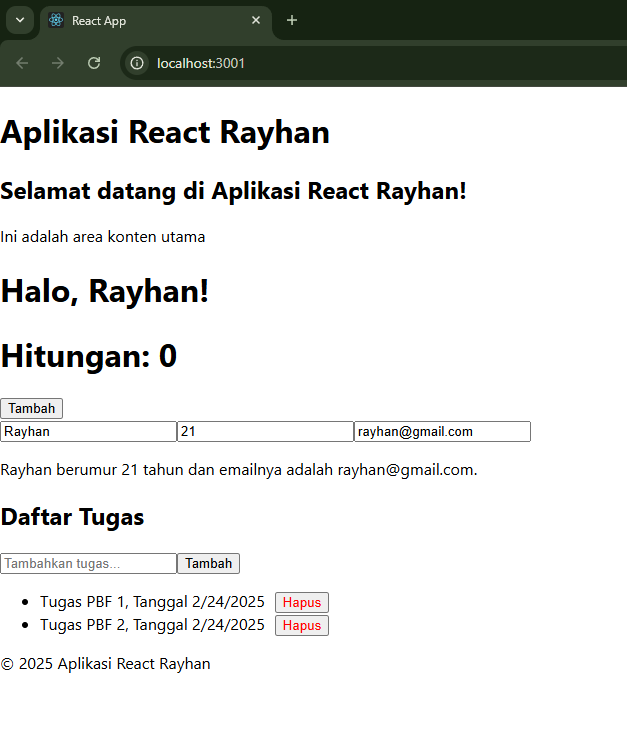 React App
localhost:3001
Aplikasi React Rayhan
Selamat datang di Aplikasi React Rayhan!
Ini adalah area konten utama
Halo, Rayhan!
Hitungan: 0
Tambah
Rayhan 21 rayhan@gmail.com
Rayhan berumur 21 tahun dan emailnya adalah rayhan@gmail.com.
Daftar Tugas
Tambahkan tugas... Tambah
Tugas PBF 1, Tanggal 2/24/2025 Hapus
Tugas PBF 2, Tanggal 2/24/2025 Hapus
© 2025 Aplikasi React Rayhan